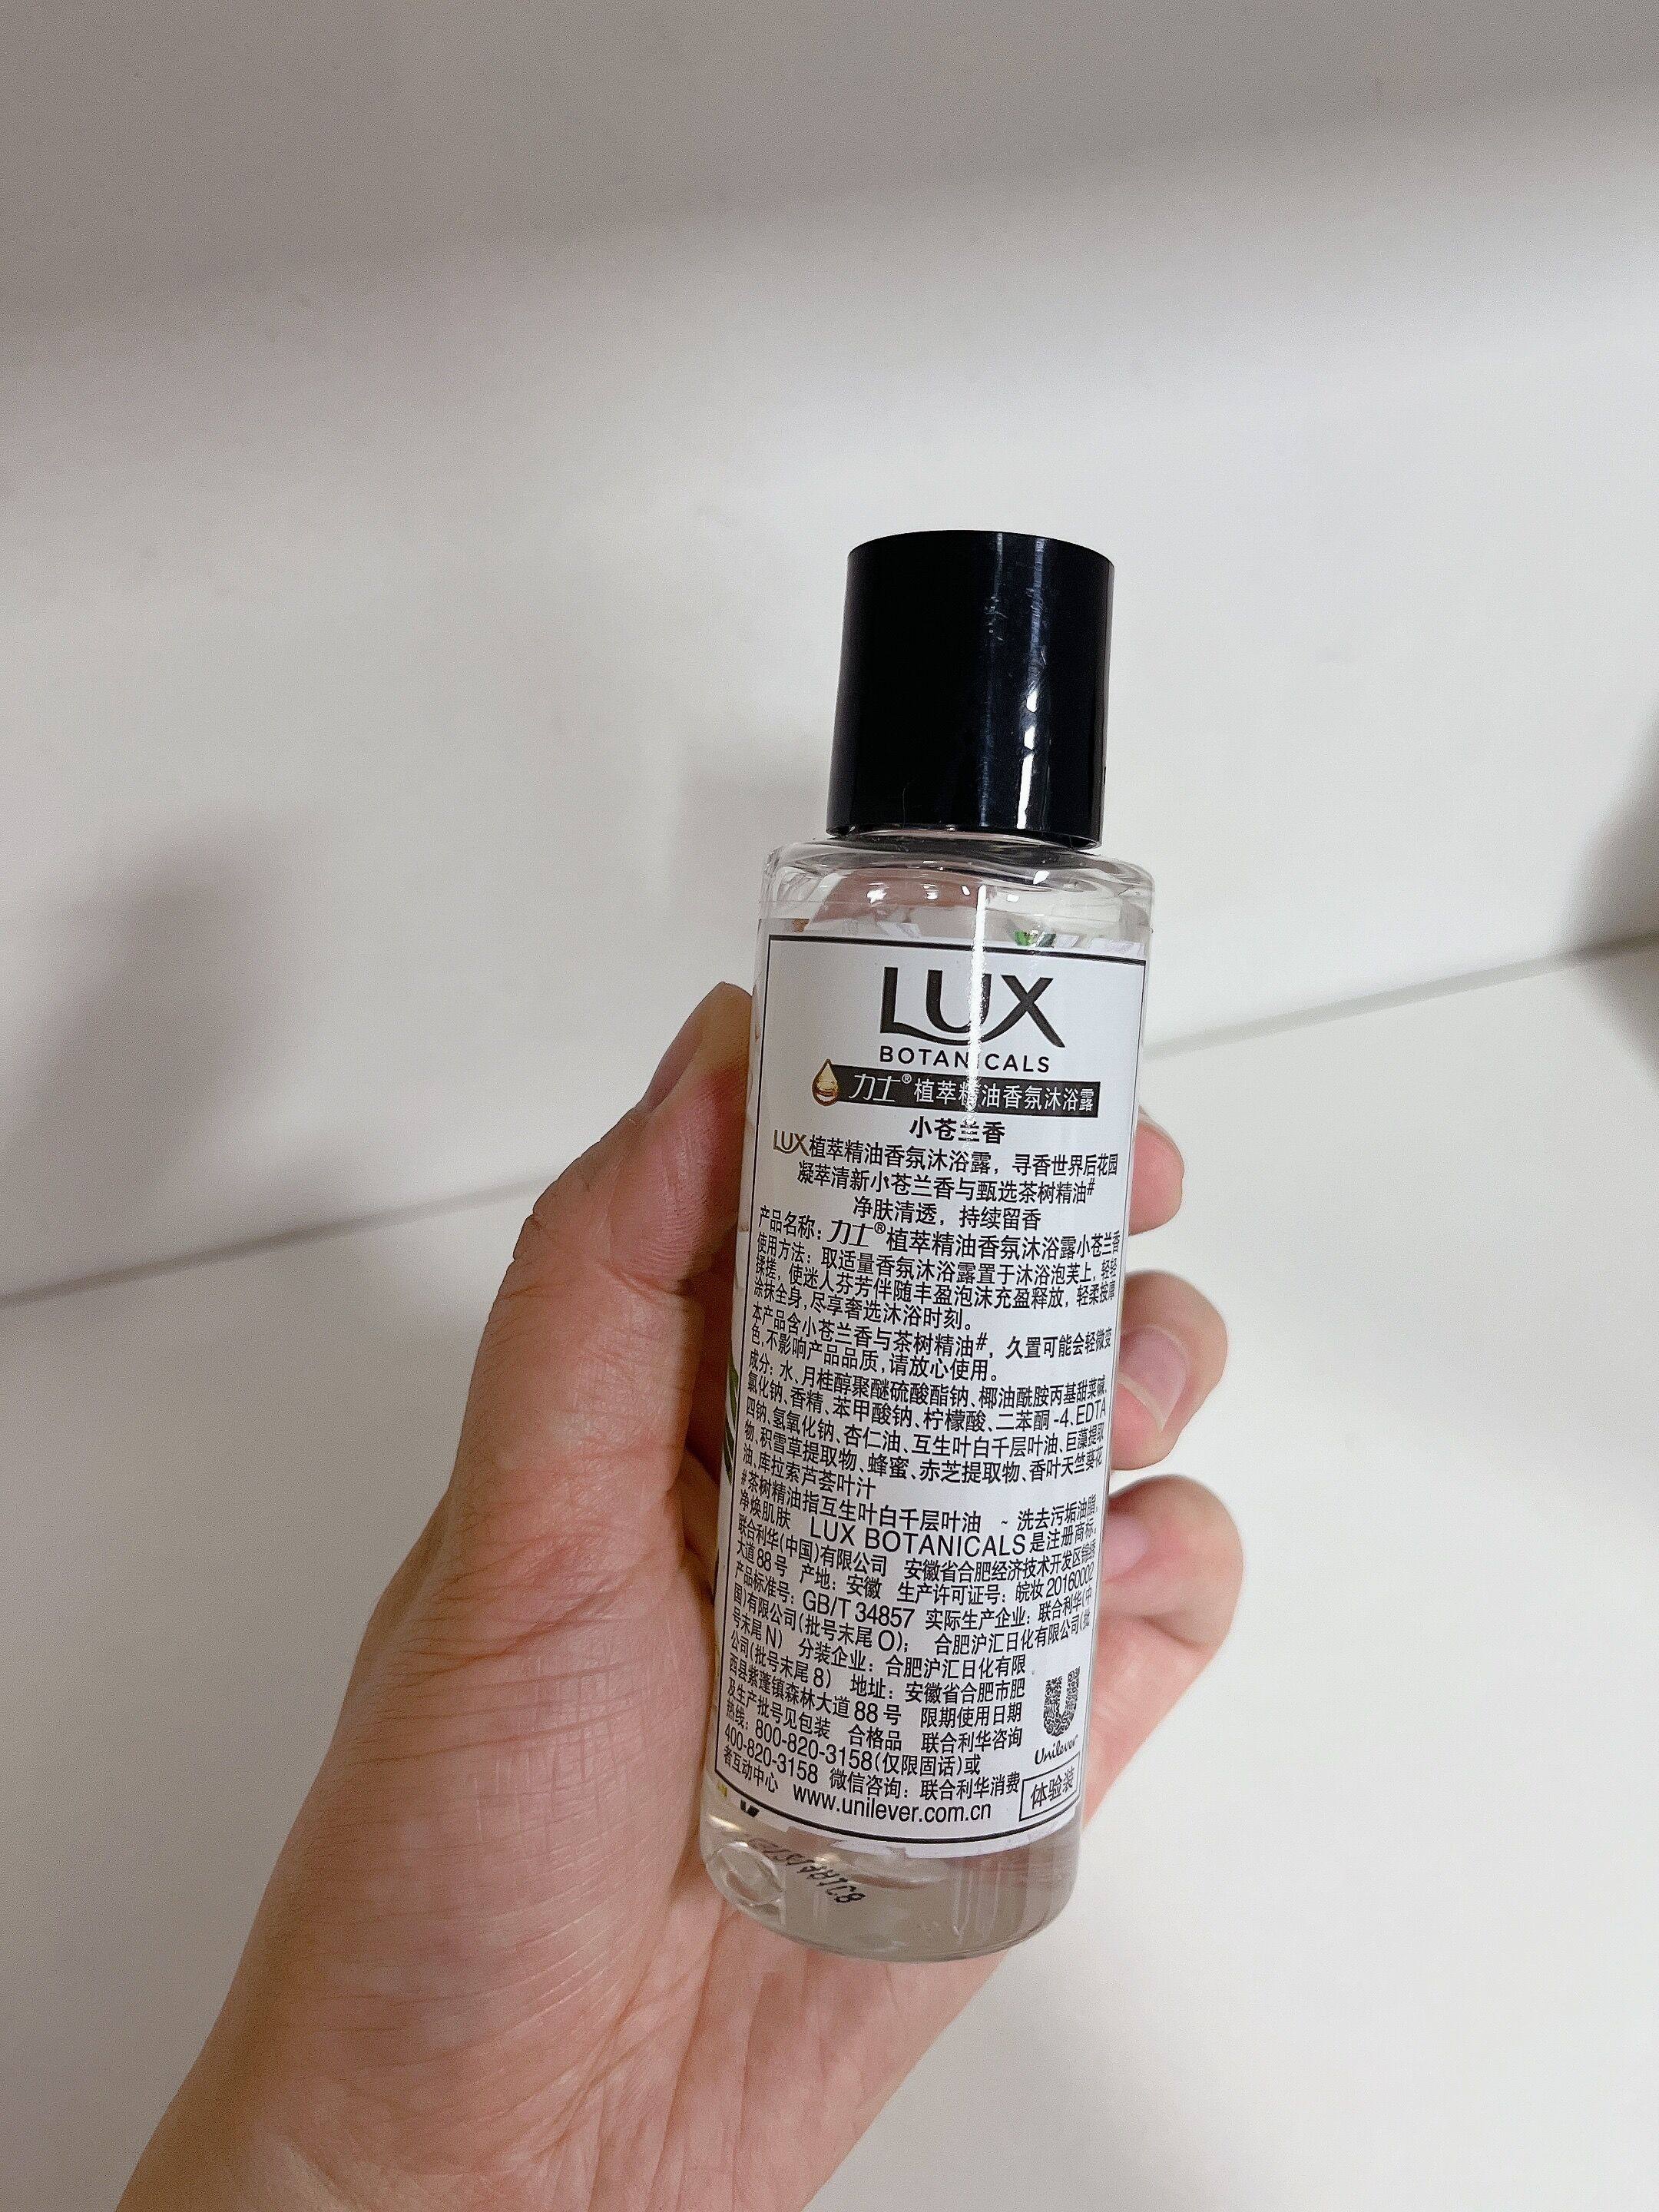 LUX
BOTANICALS
力士®植萃精油香氛沐浴露
小苍兰香
LUX植萃精油香氛沐浴露，寻香世界后花园
凝萃清新小苍兰香与甄选茶树精油#
净肤清透，持续留香
产品名称：力士®植萃精油香氛沐浴露小苍兰香
使用方法：取适量香氛沐浴露置于沐浴泡芙上，轻轻
揉搓，使迷人芬芳伴随丰盈泡沫充盈释放，轻柔按摩
涂抹全身，尽享奢选沐浴时刻。
本产品含小苍兰香与茶树精油#，久置可能会轻微变
色，不影响产品品质，请放心使用。
成分：水、月桂醇聚醚硫酸酯钠、椰油酰胺丙基甜菜碱、
氯化钠、香精、苯甲酸钠、柠檬酸、二苯酮-4、EDTA
四钠、氢氧化钠、杏仁油、互生叶白千层叶油、巨藻提取
物、积雪草提取物、蜂蜜、赤芝提取物、香叶天竺葵花
油、库拉索芦荟叶汁
#茶树精油指互生叶白千层叶油 ~洗去污垢油脂，
净焕肌肤 LUX BOTANICALS是注册商标。
联合利华(中国)有限公司 安徽省合肥经济技术开发区锦绣
大道88号 产地：安徽 生产许可证号：皖妆20160002
产品标准号：GB/T 34857 实际生产企业：联合利华(中
国)有限公司(批号末尾O)； 合肥沪汇日化有限公司(批
号末尾N) 分装企业：合肥沪汇日化有限
公司(批号末尾8) 地址：安徽省合肥市肥
西县紫蓬镇森林大道88号 限期使用日期
及生产批号见包装 合格品 联合利华咨询
热线：800-820-3158(仅限固话)或
400-820-3158 微信咨询：联合利华消费
者互动中心 www.unilever.com.cn
Unilever
体验装